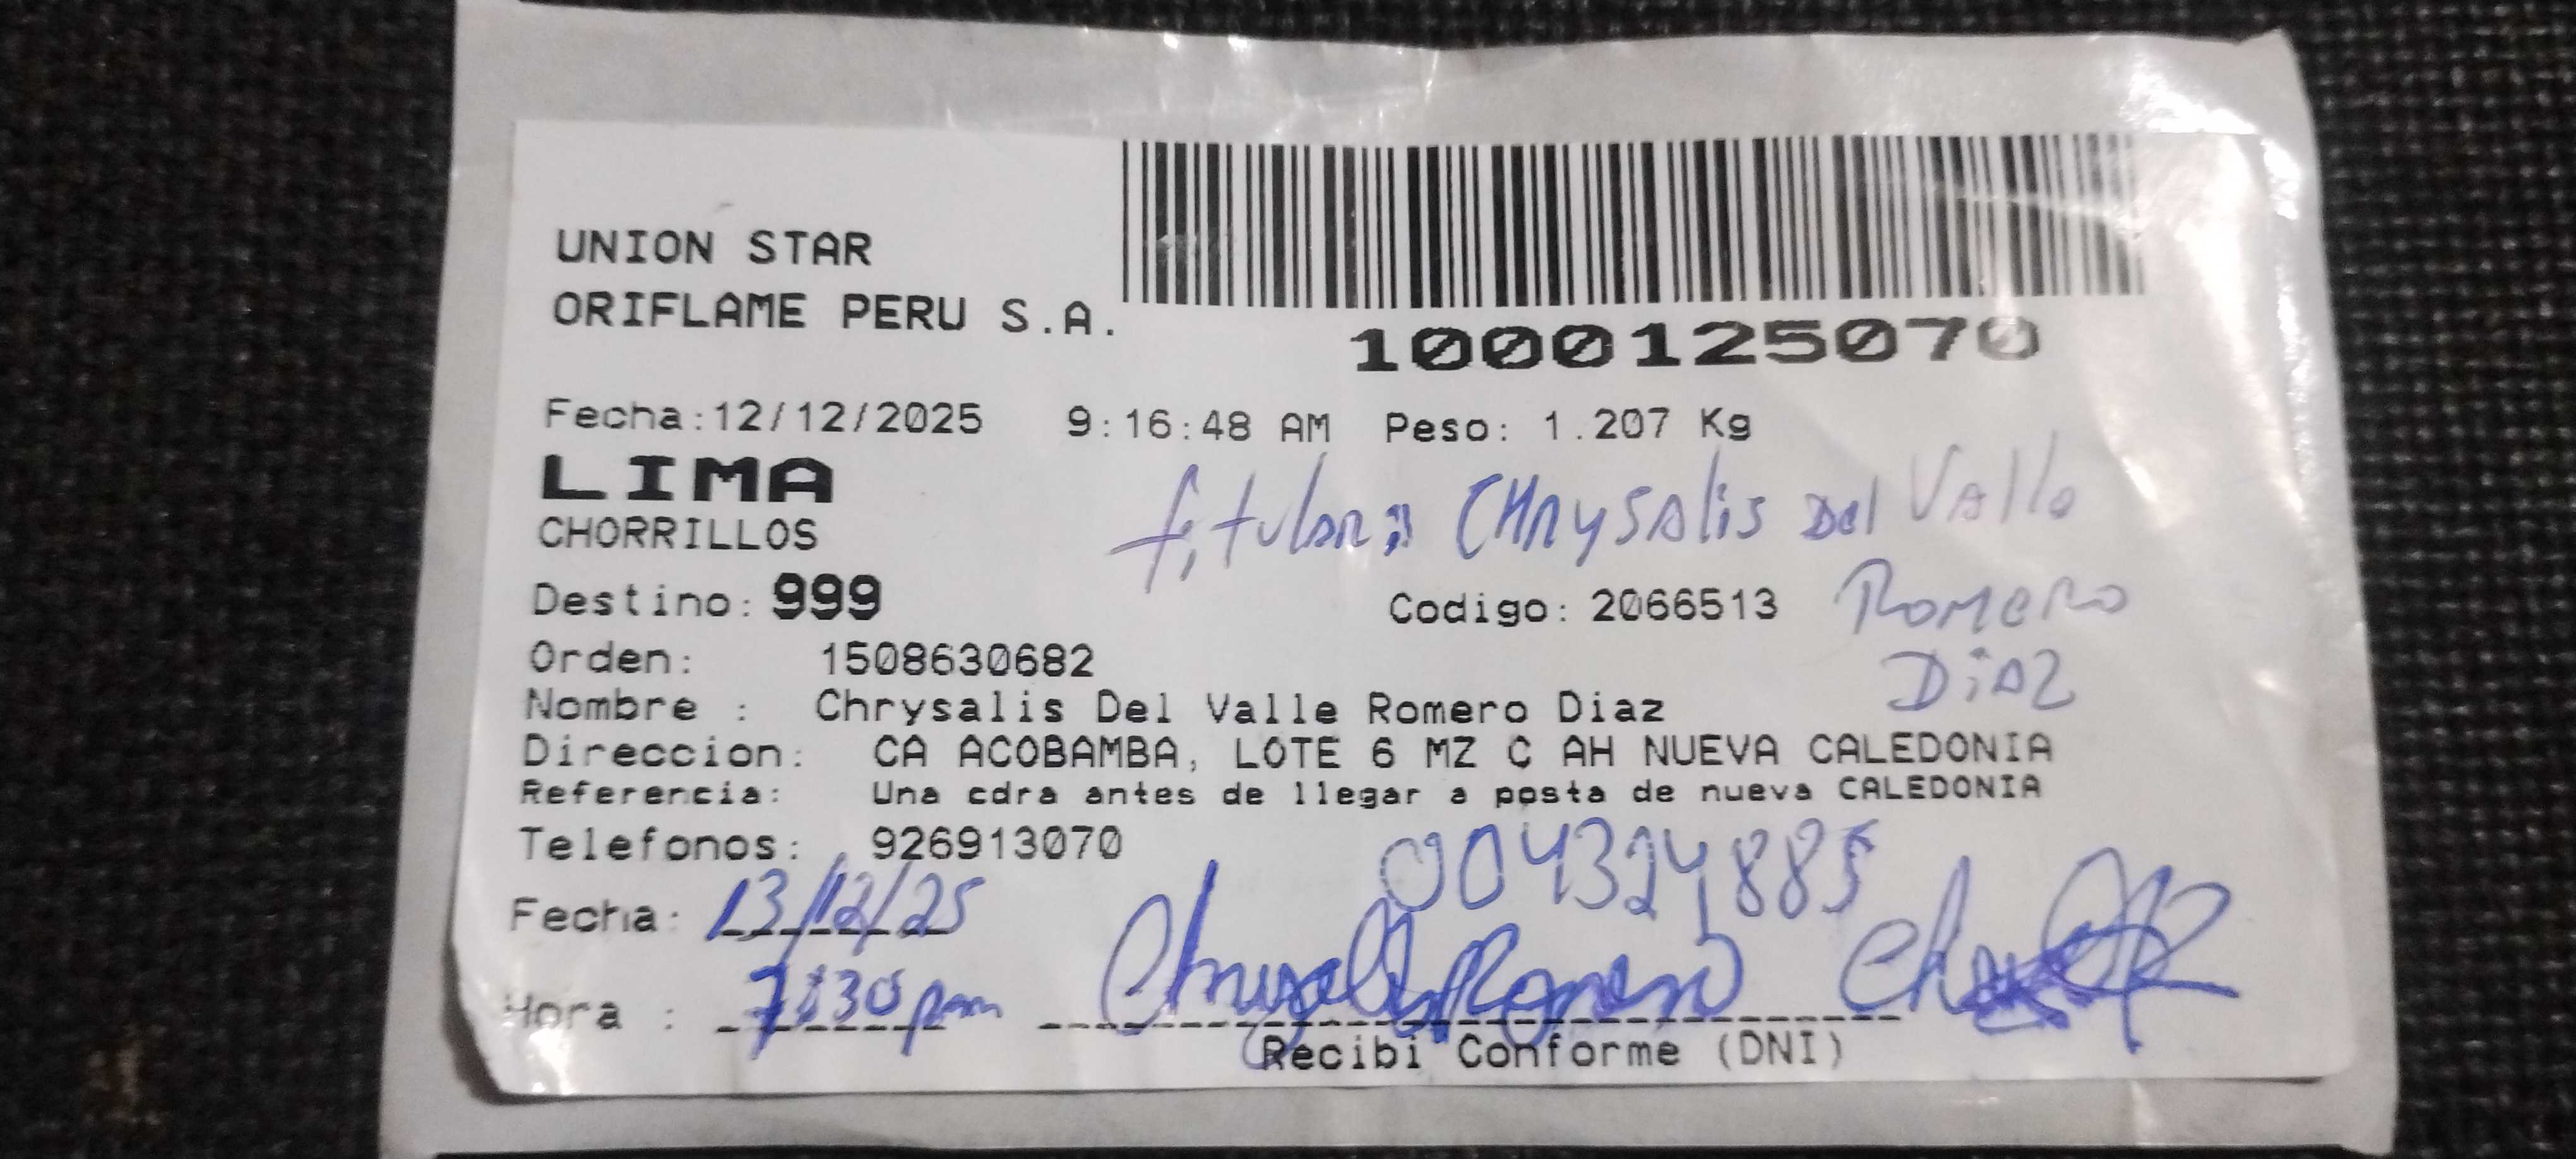 UNION STAR
ORIFLAME PERU S.A.
1000125070
Fecha:12/12/2025 9:16:48 AM Peso: 1.207 Kg
LIMA
CHORRILLOS
titular: CHRYSALIS Del Valle
Romero
DIAZ
Destino: 999 Codigo: 2066513
Orden: 1508630682
Nombre : Chrysalis Del Valle Romero Diaz
Direccion: CA ACOBAMBA, LOTE 6 MZ C AH NUEVA CALEDONIA
Referencia: Una cdra antes de llegar a posta de nueva CALEDONIA
Telefonos: 926913070
004324885
Fecha: 13/12/25
Hora : 7:30 pm
Recibi Conforme (DNI)